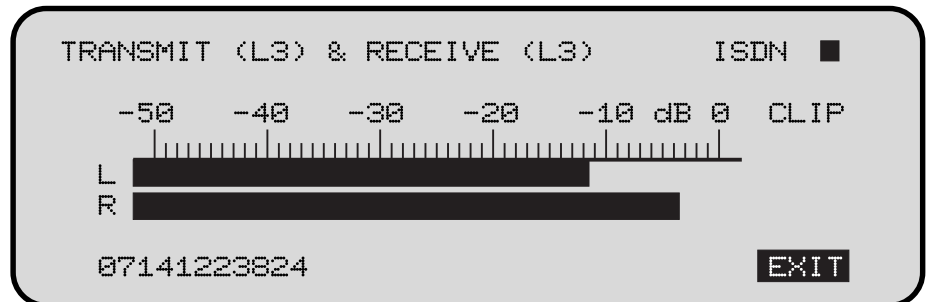 TRANSMIT (L3) & RECEIVE (L3) ISDN
-50 -40 -30 -20 -10 dB 0 CLIP
L
R
07141223824 EXIT